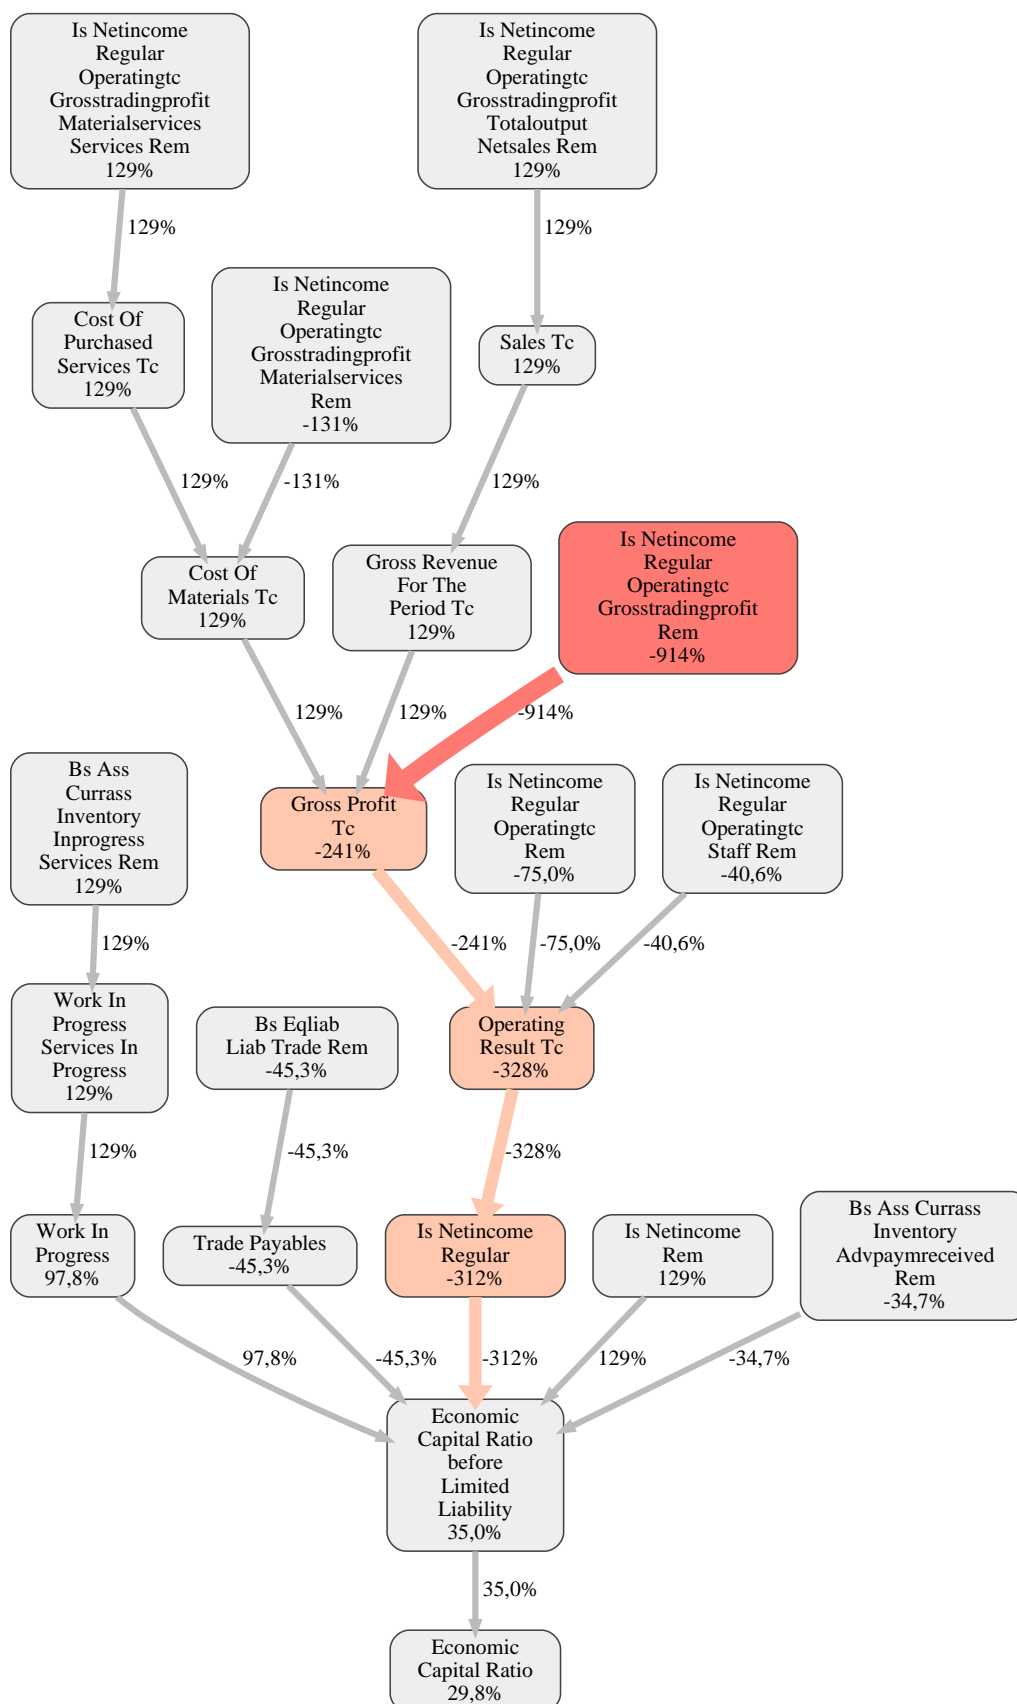 Is Netincome
Regular
Operatingtc
Grosstradingprofit
Materialservices
Services Rem
129%
Is Netincome
Regular
Operatingtc
Grosstradingprofit
Totaloutput
Netsales Rem
129%
129%
129%
Cost Of
Purchased
Services Tc
129%
Is Netincome
Regular
Operatingtc
Grosstradingprofit
Materialservices
Rem
-131%
Sales Tc
129%
129%
-131%
129%
Cost Of
Materials Tc
129%
Gross Revenue
For The
Period Tc
129%
Is Netincome
Regular
Operatingtc
Grosstradingprofit
Rem
-914%
129%
129%
-914%
Bs Ass
Currass
Inventory
Inprogress
Services Rem
129%
Gross Profit
Tc
-241%
Is Netincome
Regular
Operatingtc
Rem
-75,0%
Is Netincome
Regular
Operatingtc
Staff Rem
-40,6%
129%
-241%
-75,0%
-40,6%
Work In
Progress
Services In
Progress
129%
Bs Eqliab
Liab Trade Rem
-45,3%
Operating
Result Tc
-328%
129%
-45,3%
-328%
Work In
Progress
97,8%
Trade Payables
-45,3%
Is Netincome
Regular
-312%
Is Netincome
Rem
129%
Bs Ass Currass
Inventory
Advpaymreceived
Rem
-34,7%
97,8%
-45,3%
-312%
129%
-34,7%
Economic
Capital Ratio
before
Limited
Liability
35,0%
35,0%
Economic
Capital Ratio
29,8%